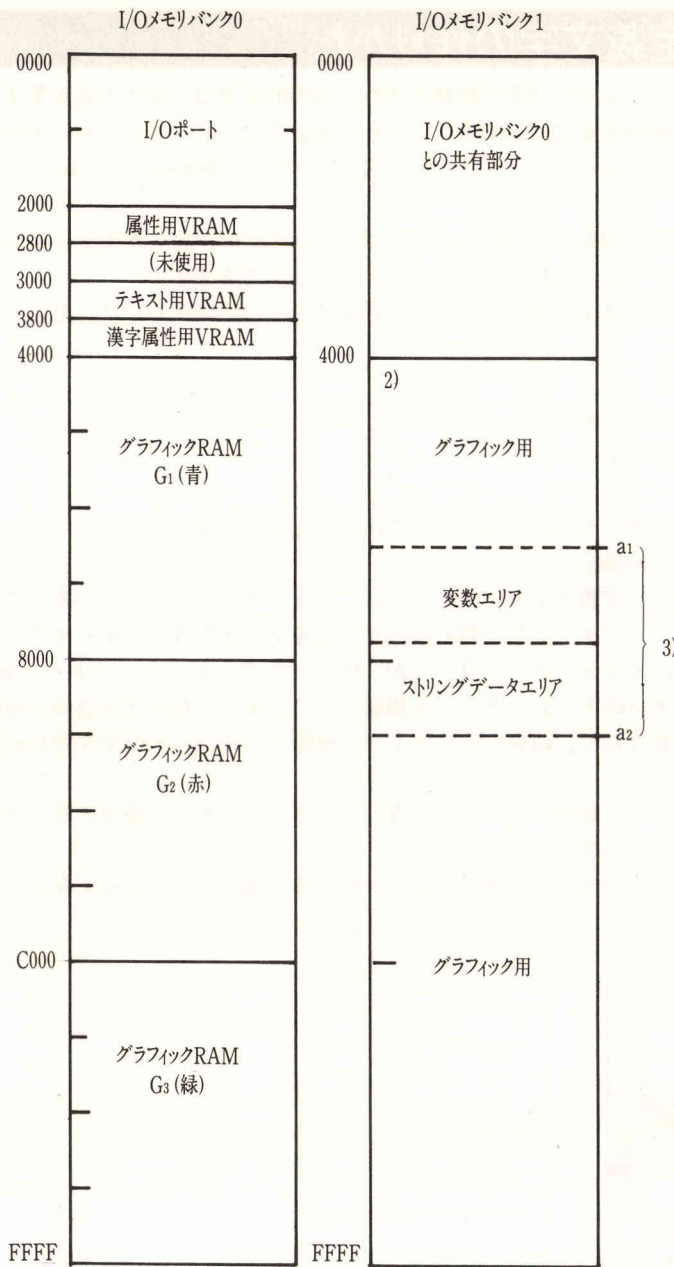 I/Oメモリバンク0
0000
I/Oポート
2000
属性用VRAM
2800
(未使用)
3000
テキスト用VRAM
3800
漢字属性用VRAM
4000
グラフィックRAM
G1(青)
8000
グラフィックRAM
G2(赤)
C000
グラフィックRAM
G3(緑)
FFFF
I/Oメモリバンク1
0000
I/Oメモリバンク0
との共有部分
4000
2)
グラフィック用
a1
変数エリア
3)
ストリングデータエリア
a2
グラフィック用
FFFF